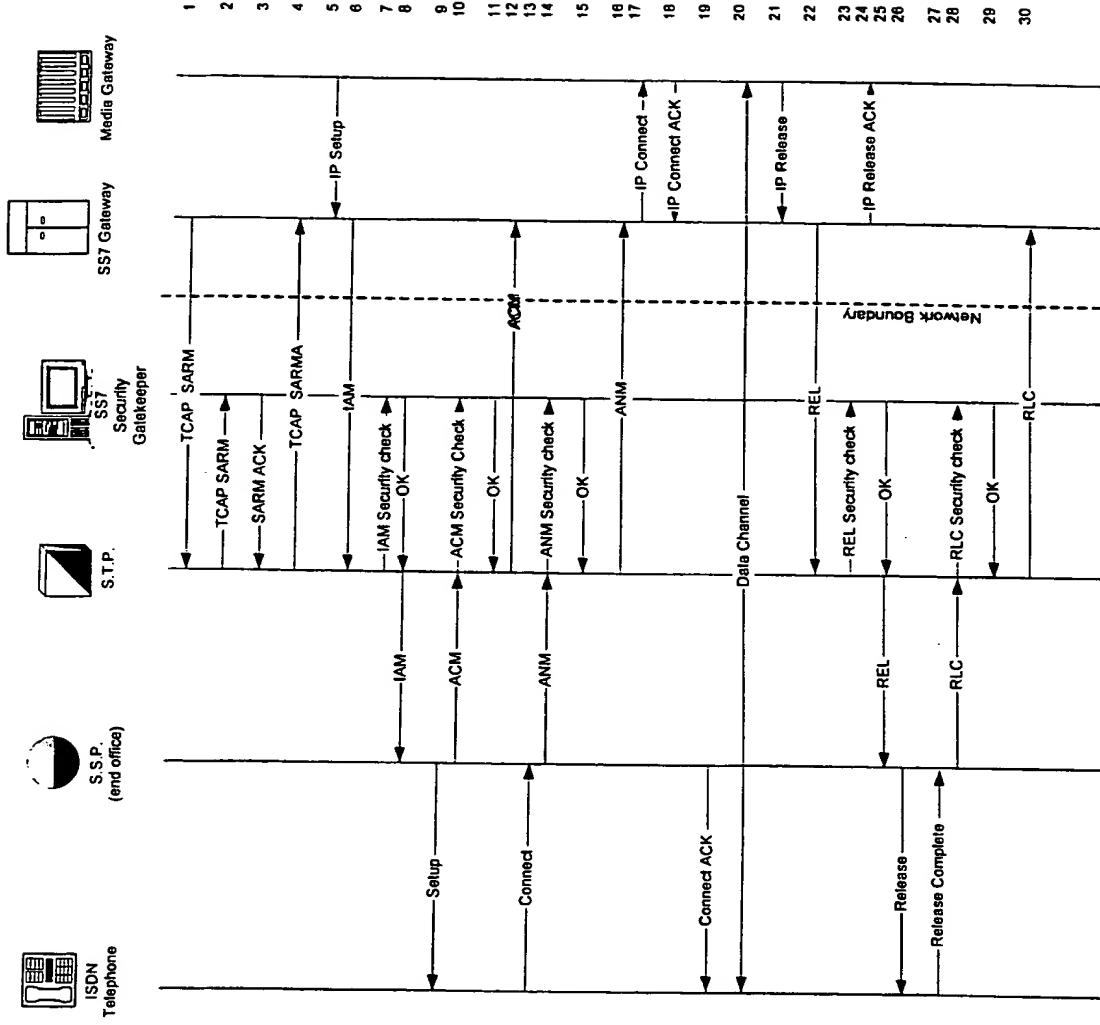 ISDN
Telephone
S.S.P.
(end office)
S.T.P.
SS7
Security
Gatekeeper
SS7 Gateway
Media Gateway
TCAP SARM
1
TCAP SARM
2
SARM ACK
3
TCAP SARMA
4
IP Setup
5
IAM
6
IAM Security check
7
IAM
OK
8
Setup
9
ACM
ACM Security Check
10
OK
11
ACM
12
Connect
13
ANM
ANM Security check
14
OK
15
ANM
16
IP Connect
17
IP Connect ACK
18
Connect ACK
19
Data Channel
20
IP Release
21
REL
22
REL Security check
23
IP Release ACK
24
REL
OK
25
Release
26
Release Complete
27
RLC
RLC Security check
28
OK
29
RLC
30
Network Boundary